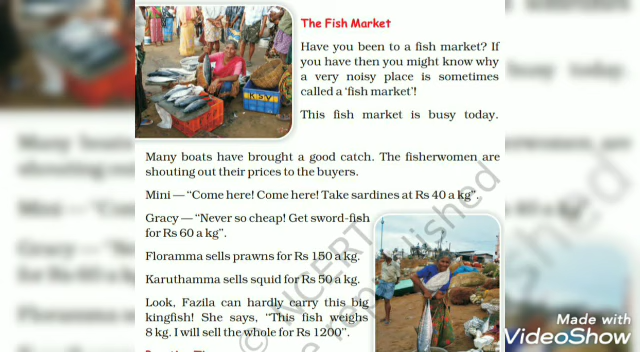 The Fish Market
Have you been to a fish market? If
you have then you might know why
a very noisy place is sometimes
called a 'fish market'!
This fish market is busy today.
Many boats have brought a good catch. The fisherwomen are
shouting out their prices to the buyers.
Mini — "Come here! Come here! Take sardines at Rs 40 a kg".
Gracy — "Never so cheap! Get sword-fish
for Rs 60 a kg".
Floramma sells prawns for Rs 150 a kg.
Karuthamma sells squid for Rs 50 a kg.
Look, Fazila can hardly carry this big
kingfish! She says, "This fish weighs
8 kg. I will sell the whole for Rs 1200".
K S V
© NCERT
be republished
Made with
VideoShow